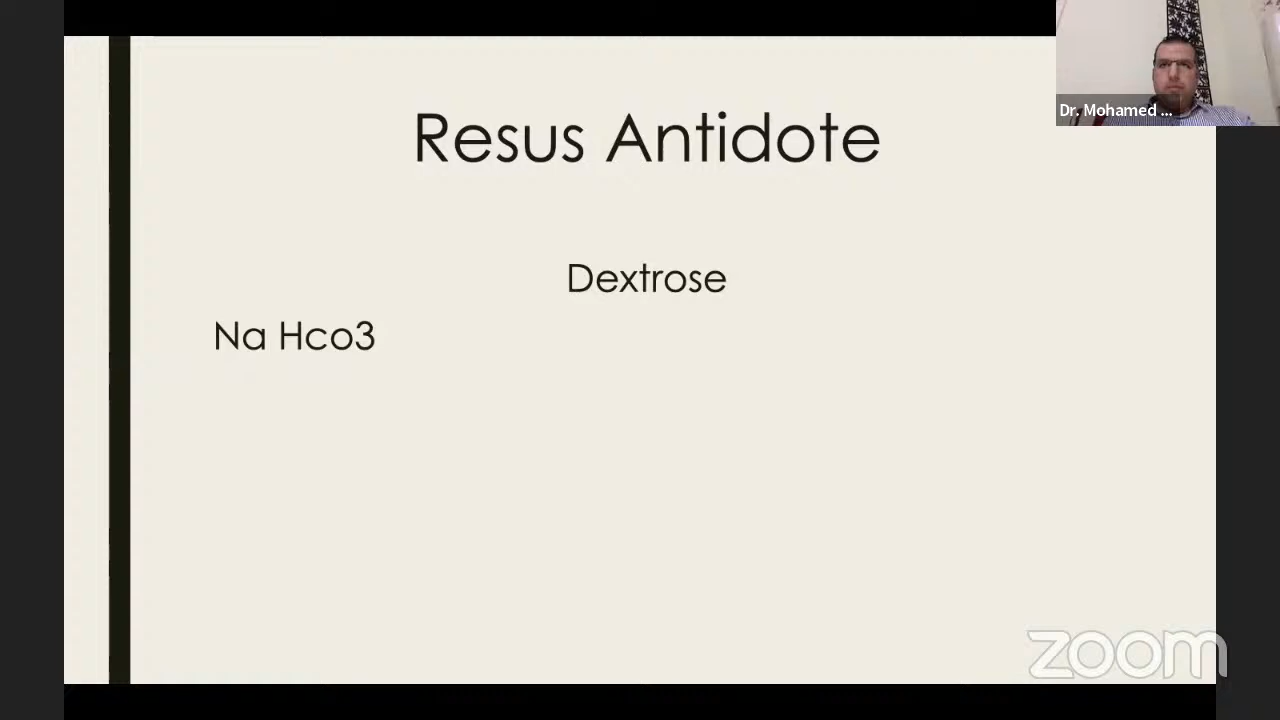 Dr. Mohamed ...
Resus Antidote
Dextrose
Na Hco3
zoom